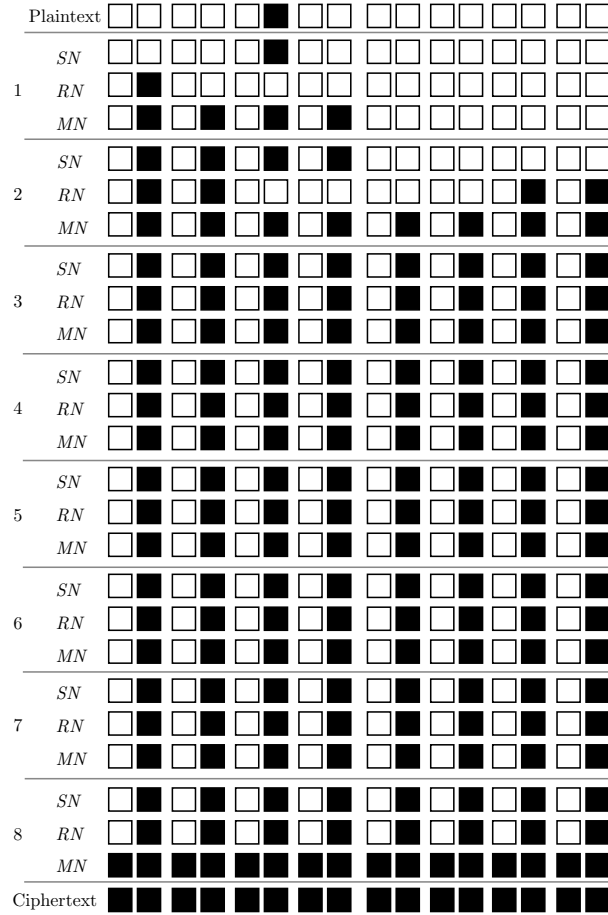 Plaintext
SN
1 RN
MN
SN
2 RN
MN
SN
3 RN
MN
SN
4 RN
MN
SN
5 RN
MN
SN
6 RN
MN
SN
7 RN
MN
SN
8 RN
MN
Ciphertext